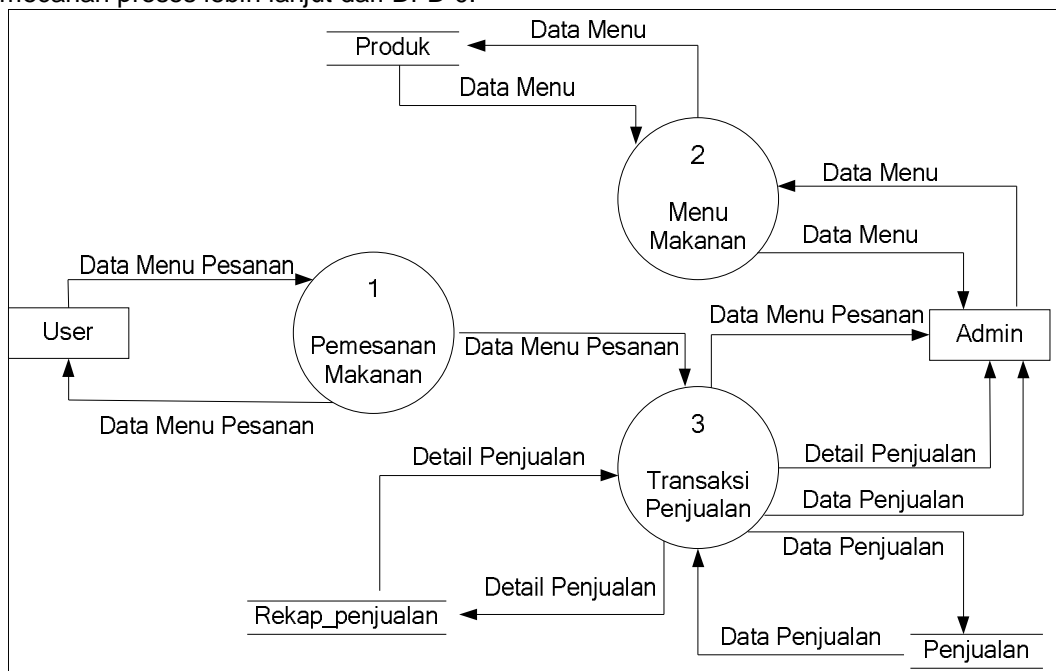 Data Menu
Produk
Data Menu
2
Data Menu
Menu
Makanan
Data Menu
Data Menu Pesanan
1
Data Menu Pesanan
User
Admin
Pemesanan
Makanan
Data Menu Pesanan
Data Menu Pesanan
3
Detail Penjualan
Detail Penjualan
Transaksi
Penjualan
Data Penjualan
Data Penjualan
Detail Penjualan
Rekap_penjualan
Data Penjualan
Penjualan